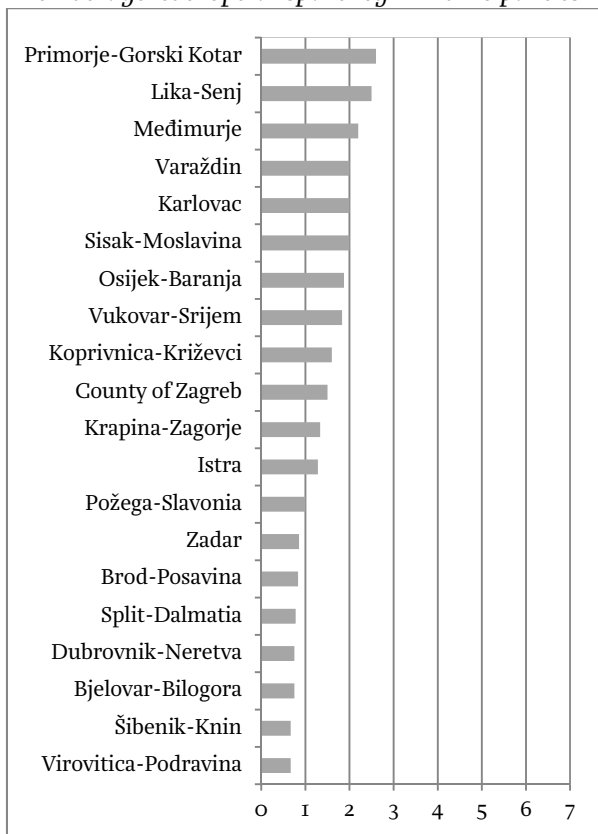 Primorje-Gorski Kotar
Lika-Senj
Međimurje
Varaždin
Karlovac
Sisak-Moslavina
Osijek-Baranja
Vukovar-Srijem
Koprivnica-Križevci
County of Zagreb
Krapina-Zagorje
Istra
Požega-Slavonia
Zadar
Brod-Posavina
Split-Dalmatia
Dubrovnik-Neretva
Bjelovar-Bilogora
Šibenik-Knin
Virovitica-Podravina
0 1 2 3 4 5 6 7